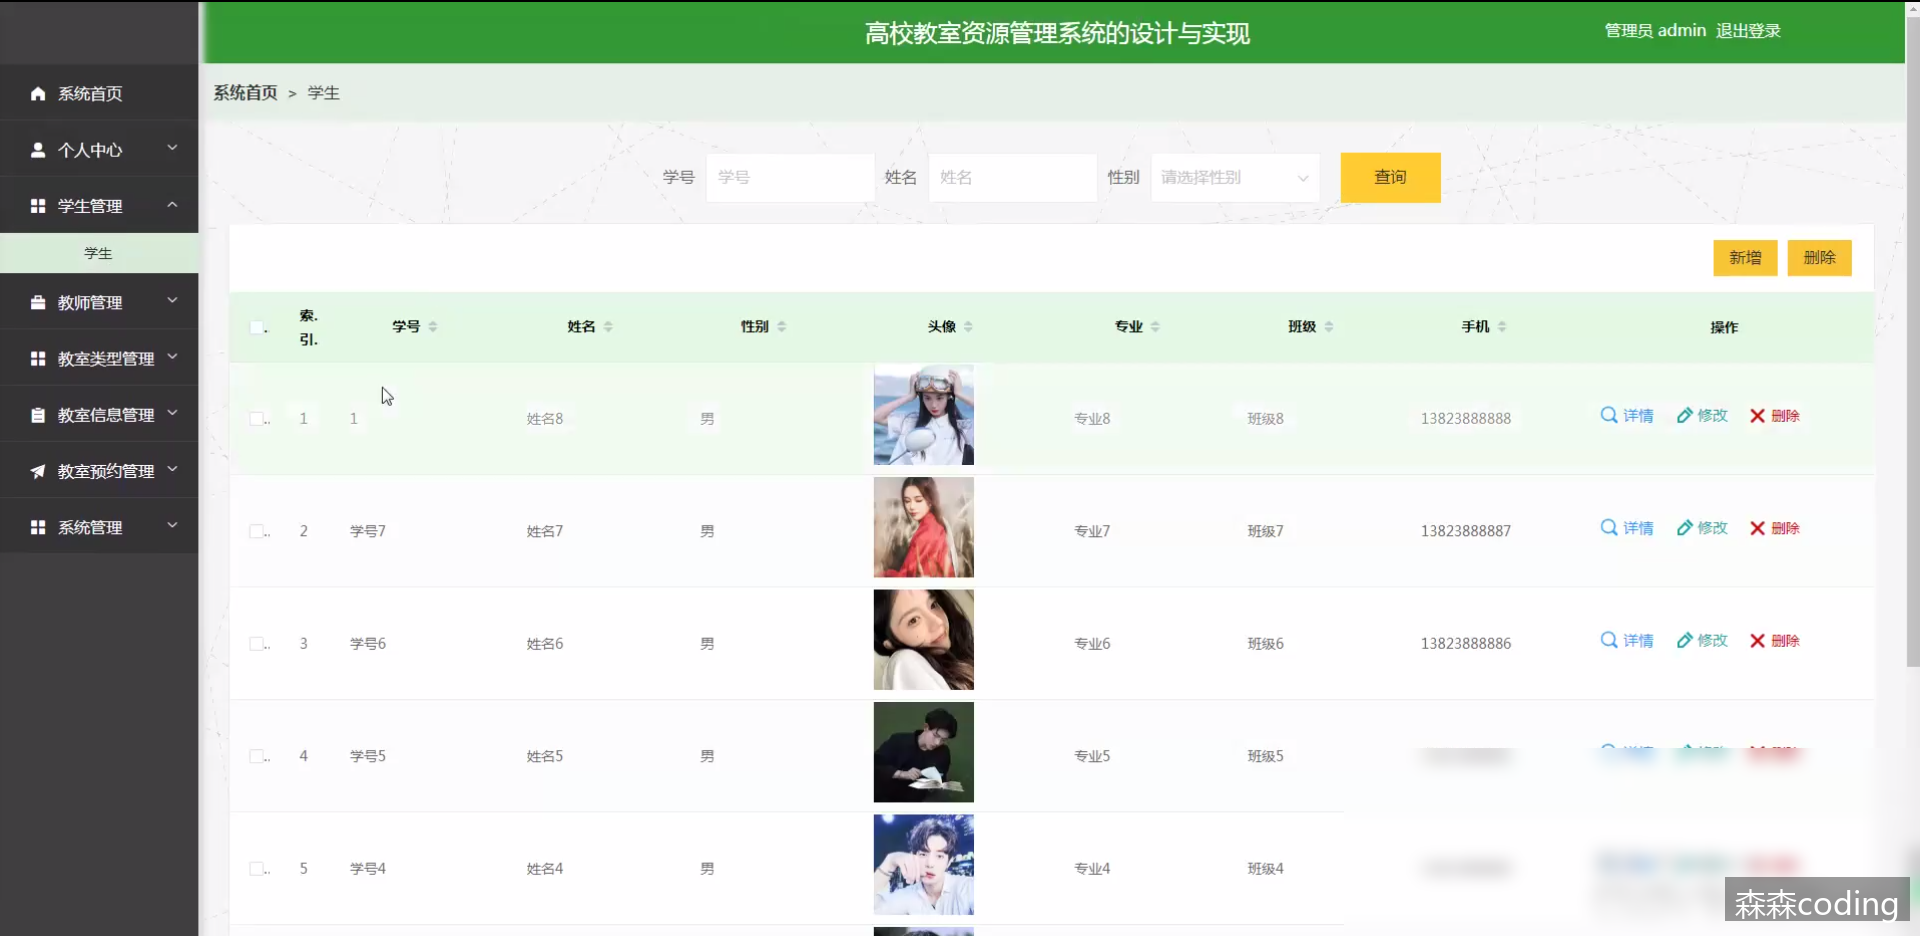 高校教室资源管理系统的设计与实现
管理员 admin 退出登录
系统首页
个人中心
学生管理
学生
教师管理
教室类型管理
教室信息管理
教室预约管理
系统管理
系统首页 > 学生
学号 学号 姓名 姓名 性别 请选择性别 查询
新增 删除
索. 引. 学号 姓名 性别 头像 专业 班级 手机 操作
1 1 姓名8 男 专业8 班级8 13823888888 详情 修改 删除
2 学号7 姓名7 男 专业7 班级7 13823888887 详情 修改 删除
3 学号6 姓名6 男 专业6 班级6 13823888886 详情 修改 删除
4 学号5 姓名5 男 专业5 班级5
5 学号4 姓名4 男 专业4 班级4
森森coding